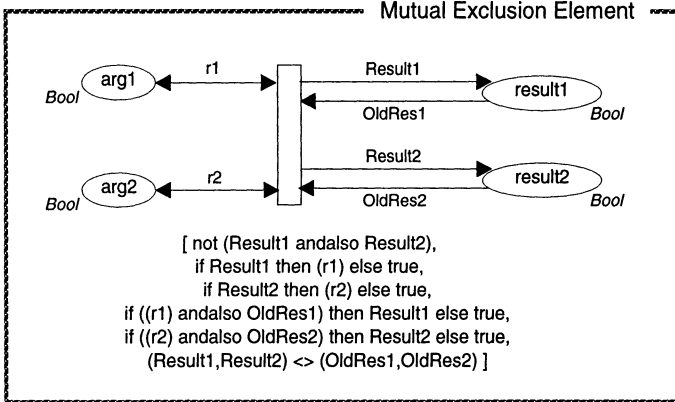 Mutual Exclusion Element
arg1
Bool
r1
Result1
OldRes1
result1
Bool
arg2
Bool
r2
Result2
OldRes2
result2
Bool
[ not (Result1 andalso Result2),
if Result1 then (r1) else true,
if Result2 then (r2) else true,
if ((r1) andalso OldRes1) then Result1 else true,
if ((r2) andalso OldRes2) then Result2 else true,
(Result1,Result2) <> (OldRes1,OldRes2) ]